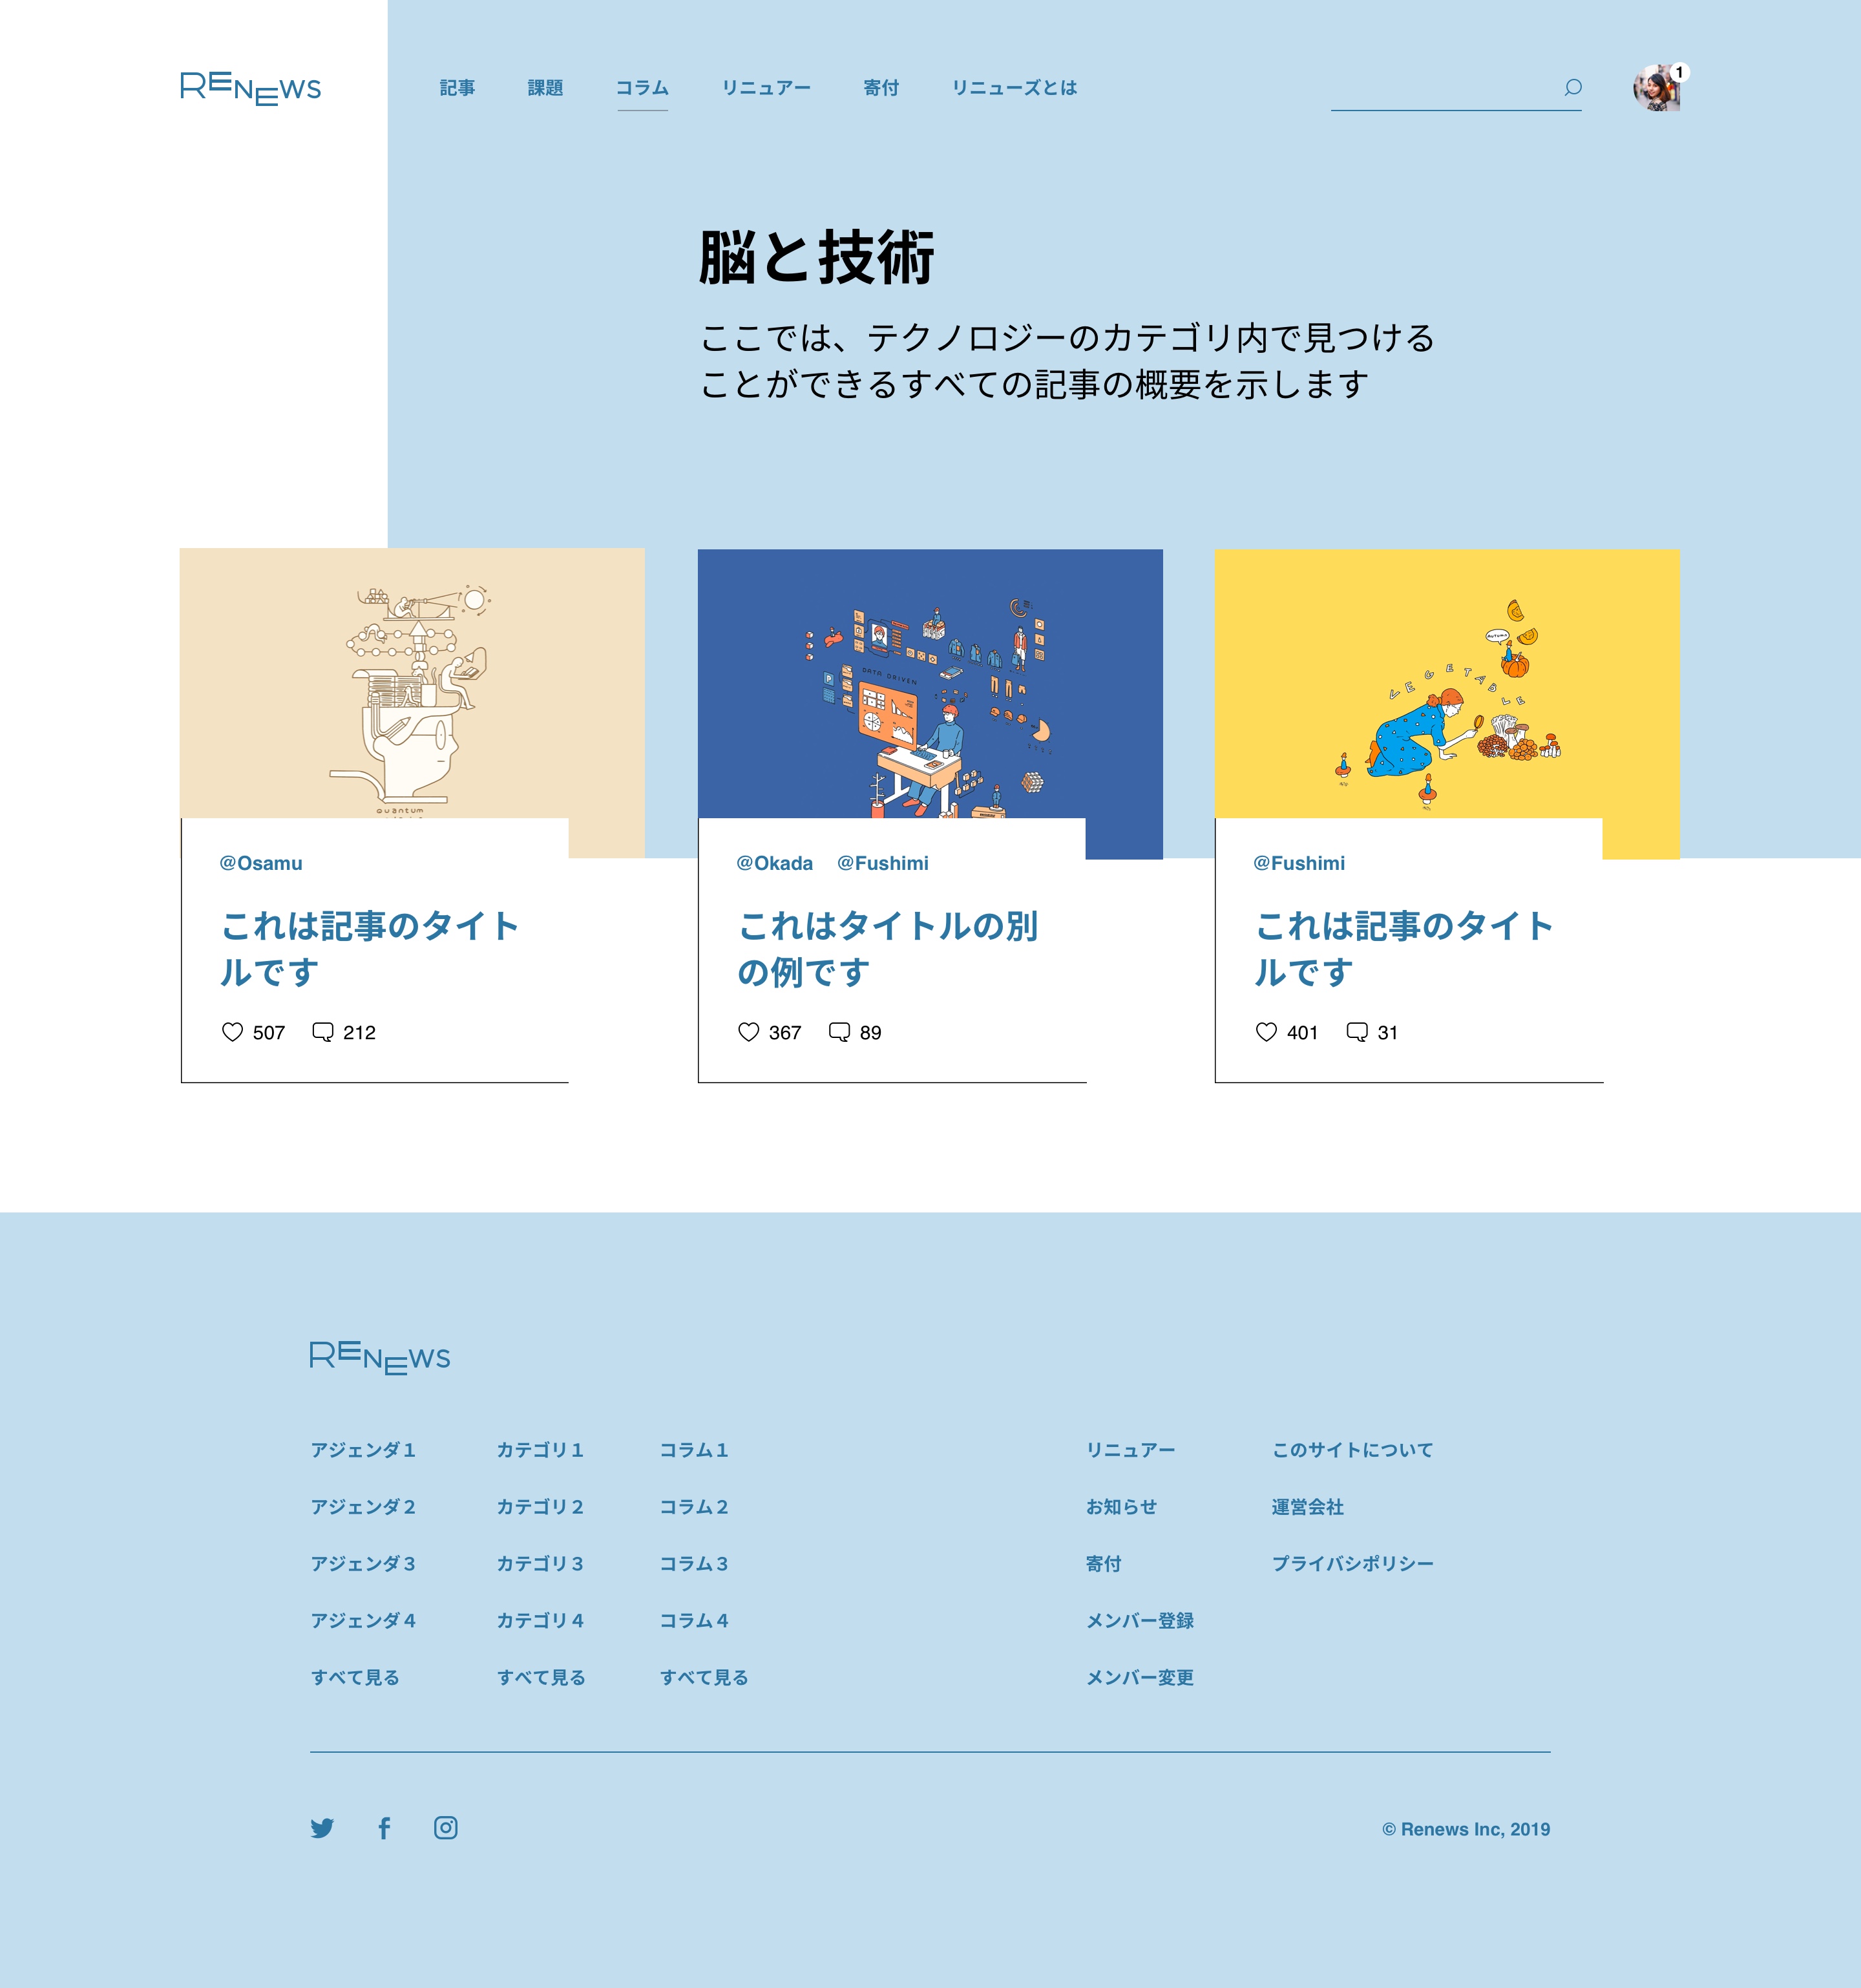 RENEWS
記事 課題 コラム リニュアー 寄付 リニューズとは
1
脳と技術
ここでは、テクノロジーのカテゴリ内で見つける
ことができるすべての記事の概要を示します
quantum
DATA DRIVEN
P
AUTUMN
VEGETABLE
@Osamu
これは記事のタイト
ルです
507 212
@Okada @Fushimi
これはタイトルの別
の例です
367 89
@Fushimi
これは記事のタイト
ルです
401 31
RENEWS
アジェンダ１ カテゴリ１ コラム１ リニュアー このサイトについて
アジェンダ２ カテゴリ２ コラム２ お知らせ 運営会社
アジェンダ３ カテゴリ３ コラム３ 寄付 プライバシポリシー
アジェンダ４ カテゴリ４ コラム４ メンバー登録
すべて見る すべて見る すべて見る メンバー変更
© Renews Inc, 2019